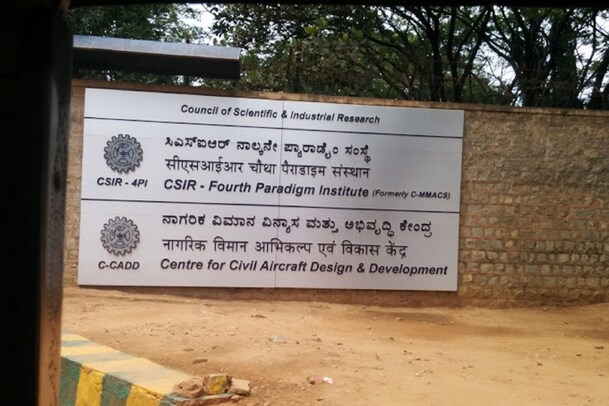 Council of Scientific & Industrial Research
ಸಿಎಸ್ಐಆರ್ ನಾಲ್ಕನೇ ಪ್ಯಾರಾಡೈಂ ಸಂಸ್ಥೆ
सीएसआईआर चौथा पैराडाइम संस्थान
CSIR - 4PI
CSIR - Fourth Paradigm Institute (Formerly C-MMACS)
ನಾಗರಿಕ ವಿಮಾನ ವಿನ್ಯಾಸ ಮತ್ತು ಅಭಿವೃದ್ಧಿ ಕೇಂದ್ರ
नागरिक विमान अभिकल्प एवं विकास केंद्र
C-CADD
Centre for Civil Aircraft Design & Development